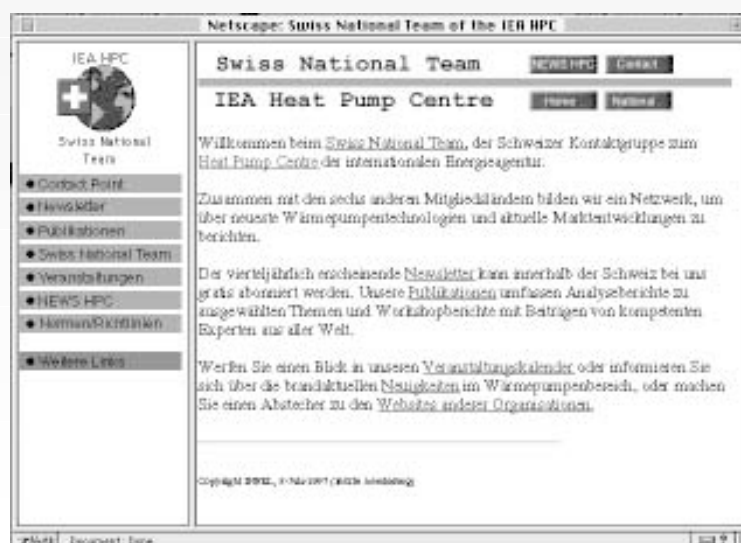 Netscape: Swiss National Team of the IEA HPC
IEA HPC
Swiss National
Team
Contact Point
Newsletter
Publikationen
Swiss National Team
Veranstaltungen
NEWS HPC
Normen/Richtlinien
Weitere Links
Swiss National Team
NEWS HPC
Contact
IEA Heat Pump Centre
Home
National
Willkommen beim Swiss National Team, der Schweizer Kontaktgruppe zum
Heat Pump Centre der internationalen Energieagentur.
Zusammen mit den sechs anderen Mitgliedsländern bilden wir ein Netzwerk, um
über neueste Wärmepumpentechnologien und aktuelle Marktentwicklungen zu
berichten.
Der vierteljährlich erscheinende Newsletter kann innerhalb der Schweiz bei uns
gratis abonniert werden. Unsere Publikationen umfassen Analyseberichte zu
ausgewählten Themen und Workshopberichte mit Beiträgen von kompetenten
Experten aus aller Welt.
Werfen Sie einen Blick in unseren Veranstaltungskalender oder informieren Sie
sich über die brandaktuellen Neuigkeiten im Wärmepumpenbereich, oder machen
Sie einen Abstecher zu den Websites anderer Organisationen.
Copyright
Document: Done